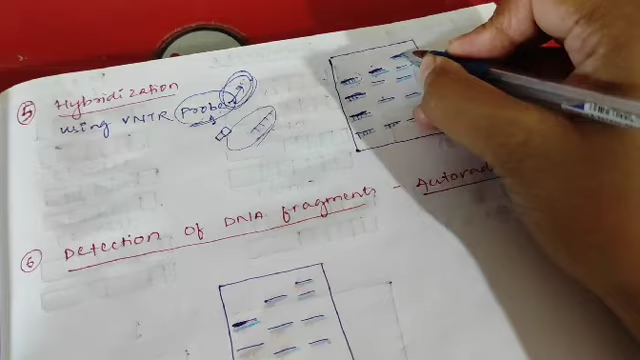 5 Hybridization
using VNTR Probe
6 Detection of DNA fragments - Autorad